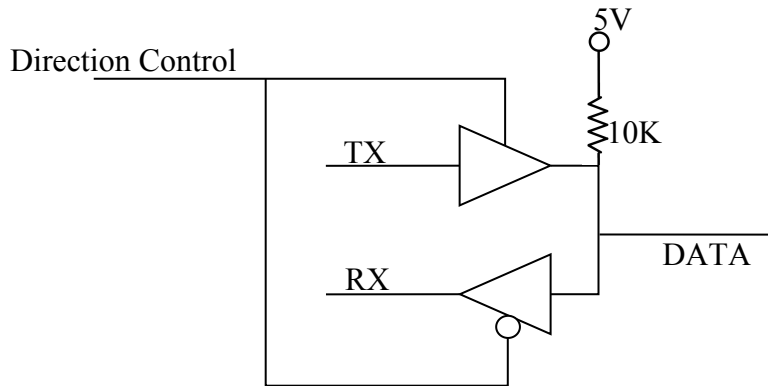 5V
Direction Control
10K
TX
DATA
RX